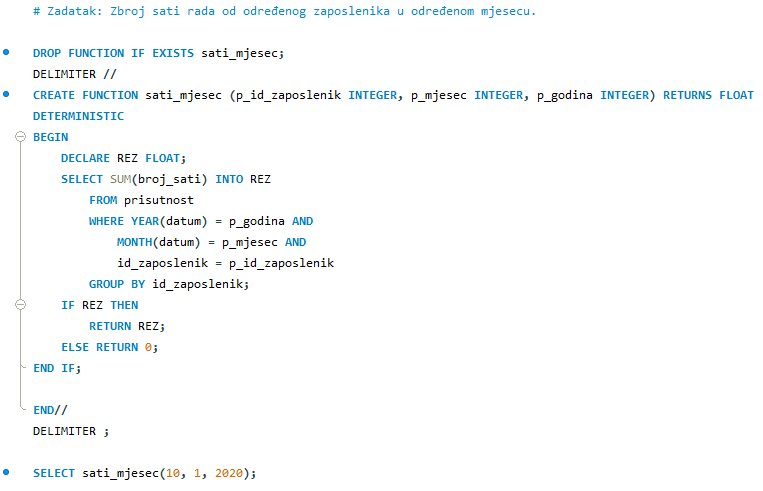 # Zadatak: Zbroj sati rada od određenog zaposlenika u određenom mjesecu.
DROP FUNCTION IF EXISTS sati_mjesec;
DELIMITER //
CREATE FUNCTION sati_mjesec (p_id_zaposlenik INTEGER, p_mjesec INTEGER, p_godina INTEGER) RETURNS FLOAT
DETERMINISTIC
BEGIN
DECLARE REZ FLOAT;
SELECT SUM(broj_sati) INTO REZ
FROM prisutnost
WHERE YEAR(datum) = p_godina AND
MONTH(datum) = p_mjesec AND
id_zaposlenik = p_id_zaposlenik
GROUP BY id_zaposlenik;
IF REZ THEN
RETURN REZ;
ELSE RETURN 0;
END IF;
END//
DELIMITER ;
SELECT sati_mjesec(10, 1, 2020);